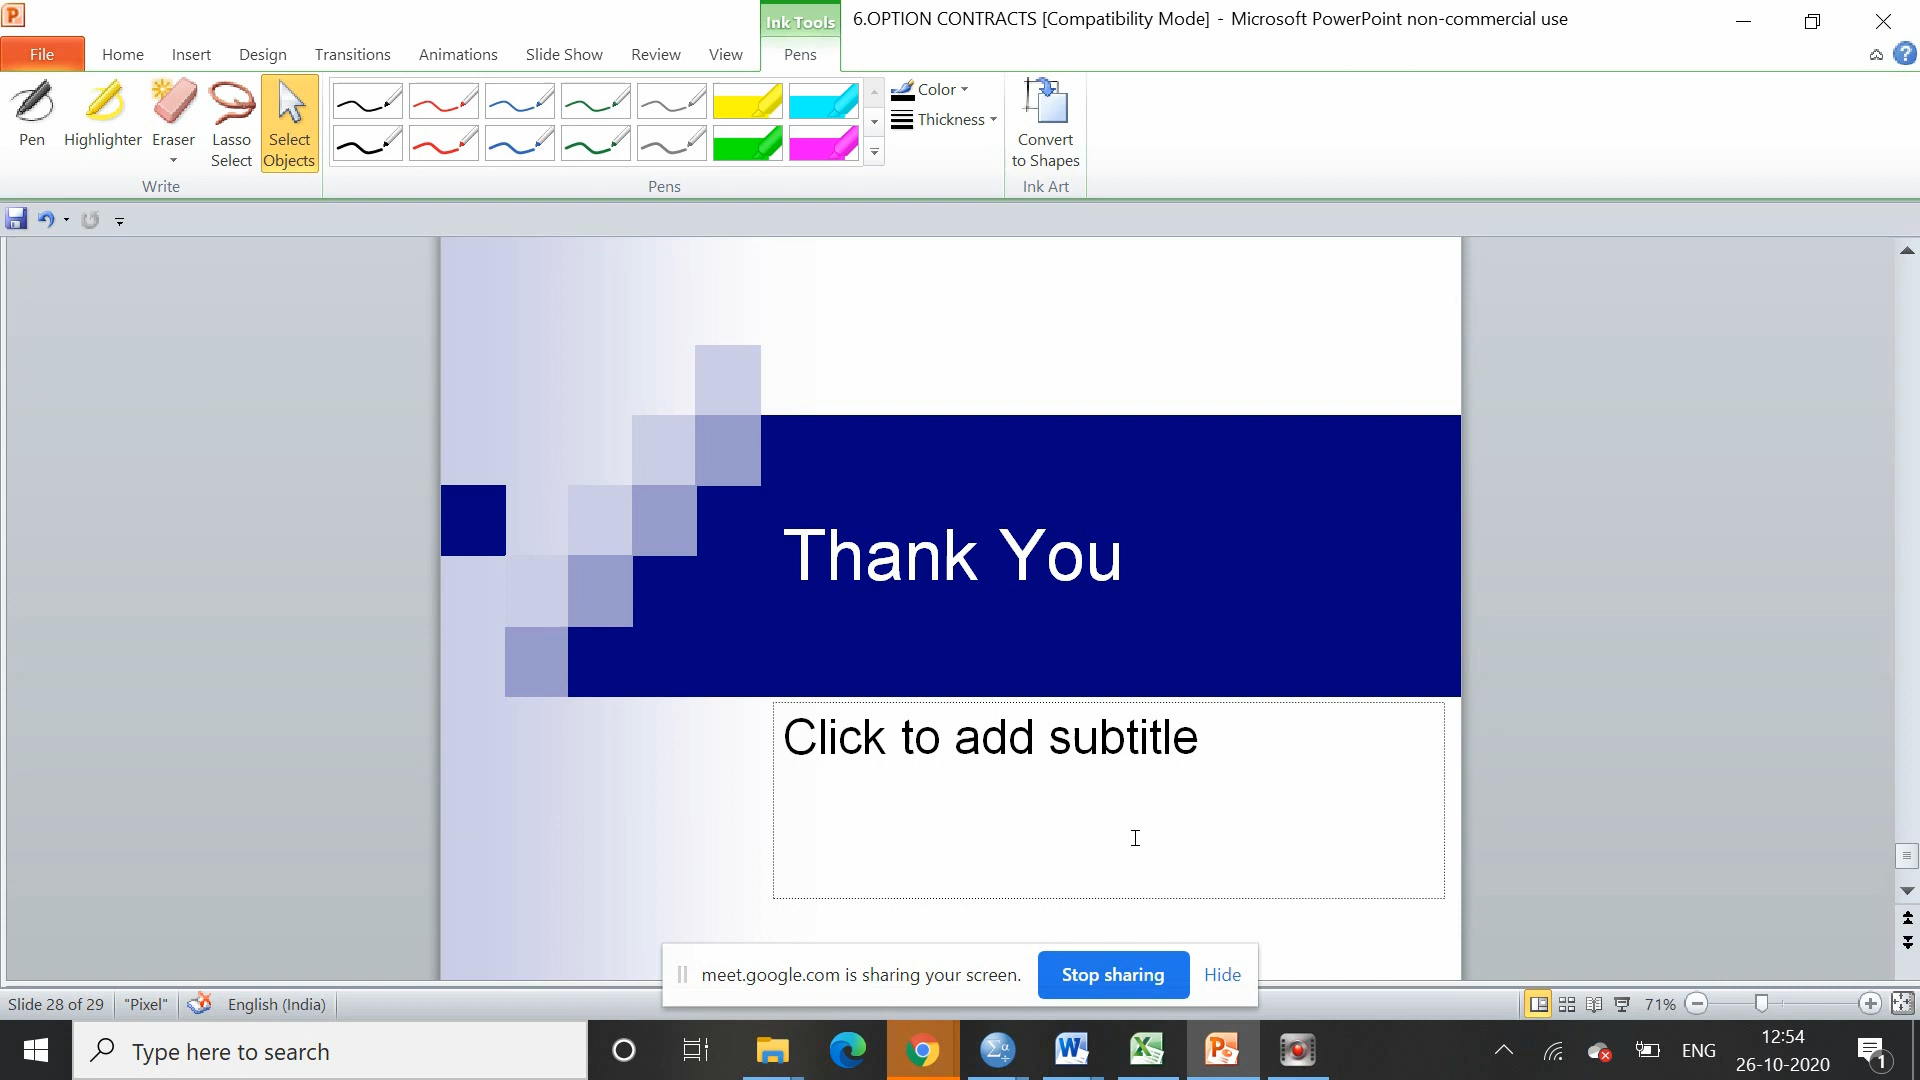 Ink Tools
6.OPTION CONTRACTS [Compatibility Mode] - Microsoft PowerPoint non-commercial use
File Home Insert Design Transitions Animations Slide Show Review View Pens
Pen Highlighter Eraser Lasso Select Select Objects
Color
Thickness
Convert to Shapes
Write Pens Ink Art
Thank You
Click to add subtitle
meet.google.com is sharing your screen. Stop sharing Hide
Slide 28 of 29 "Pixel" English (India) 71%
Type here to search
ENG
12:54
26-10-2020
1